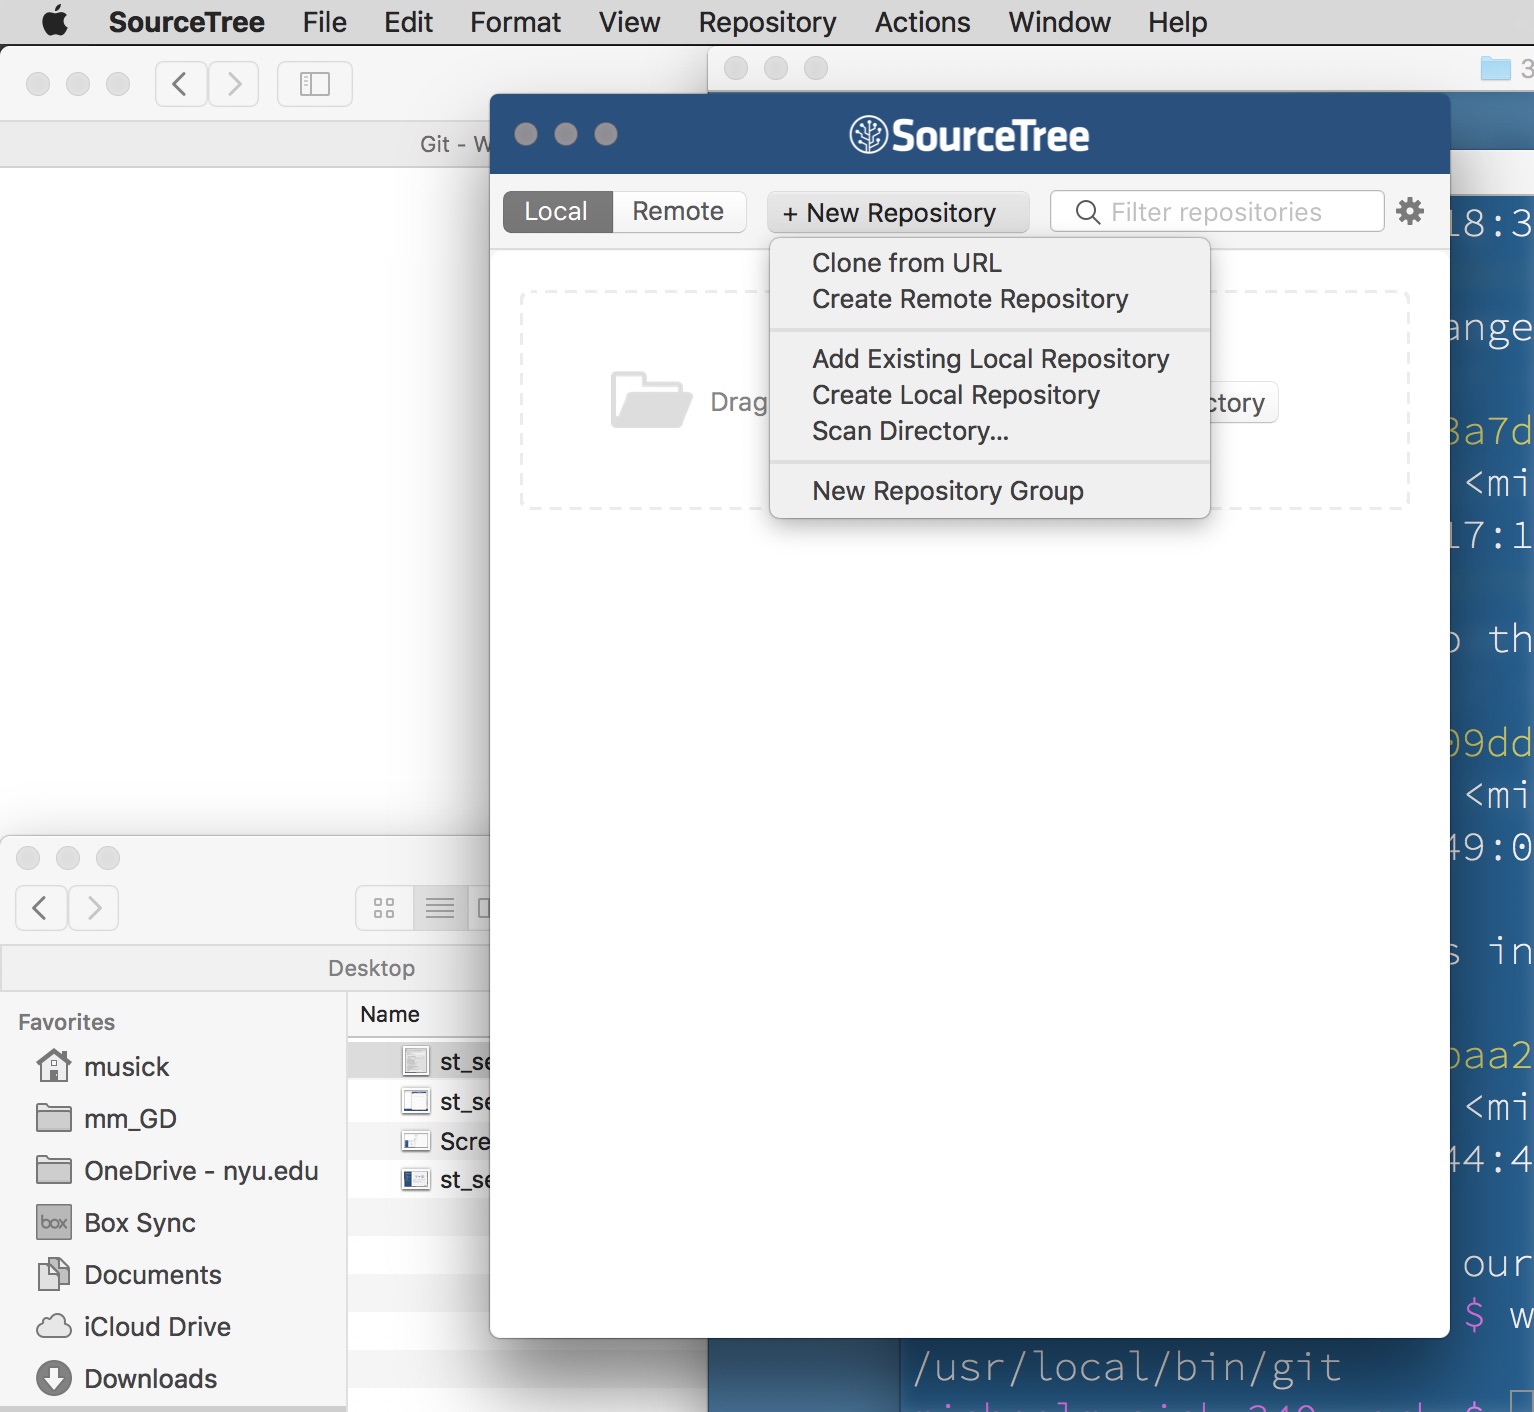 SourceTree File Edit Format View Repository Actions Window Help
3
Git - W
SourceTree
Local Remote + New Repository Filter repositories
Clone from URL
Create Remote Repository
Add Existing Local Repository
Create Local Repository
Scan Directory...
New Repository Group
Drag
ctory
18:3
ange
3a7d
<mi
17:1
o th
09dd
<mi
49:0
s in
baa2
<mi
44:4
our
$ w
/usr/local/bin/git
Desktop
Favorites
musick
mm_GD
OneDrive - nyu.edu
box Box Sync
Documents
iCloud Drive
Downloads
Name
st_se
st_se
Scre
st_se